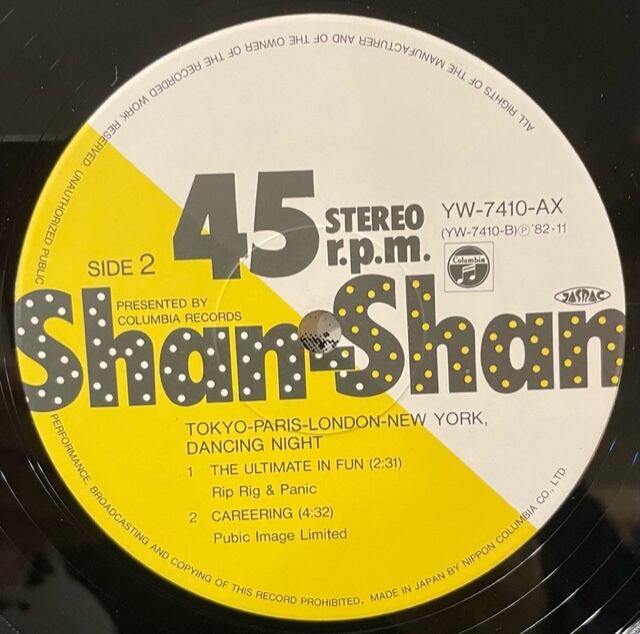 ALL RIGHTS OF THE MANUFACTURER AND OF THE OWNER OF THE RECORDED WORK RESERVED. UNAUTHORIZED PUBLIC
PERFORMANCE, BROADCASTING AND COPYING OF THIS RECORD PROHIBITED. MADE IN JAPAN BY NIPPON COLUMBIA CO., LTD.
45 STEREO
r.p.m.
YW-7410-AX
(YW-7410-B)Ⓟ'82·11
Columbia
SIDE 2
JASRAC
PRESENTED BY
COLUMBIA RECORDS
Shan-Shan
TOKYO-PARIS-LONDON-NEW YORK,
DANCING NIGHT
1 THE ULTIMATE IN FUN (2:31)
Rip Rig & Panic
2 CAREERING (4:32)
Pubic Image Limited